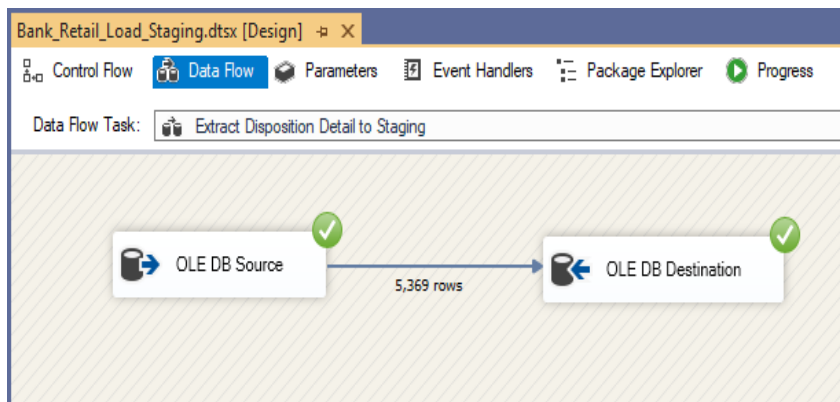 Bank_Retail_Load_Staging.dtsx [Design]
Control Flow Data Flow Parameters Event Handlers Package Explorer Progress
Data Flow Task: Extract Disposition Detail to Staging
OLE DB Source
OLE DB Destination
5,369 rows